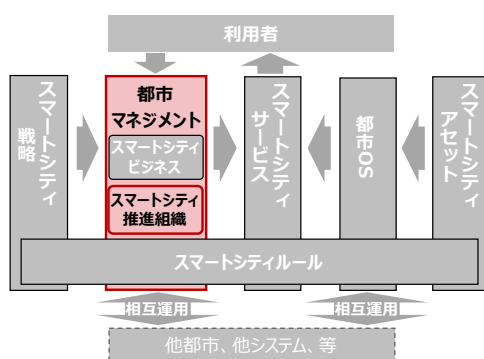 利用者
スマートシティ
戦略
都市
マネジメント
スマートシティ
ビジネス
スマートシティ
推進組織
スマートシティ
サービス
都市OS
スマートシティ
アセット
スマートシティルール
相互運用
相互運用
他都市、他システム、等